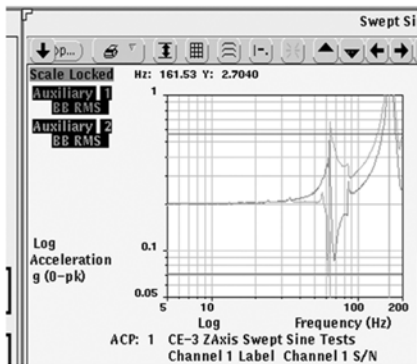 Swept Si
p...
Scale Locked Hz: 161.53 Y: 2.7040
Auxiliary 1
BB RMS
Auxiliary 2
BB RMS
1
Log
Acceleration
g (0-pk)
0.1
0.05
5 10 100 200
Log Frequency (Hz)
ACP: 1 CE-3 ZAxis Swept Sine Tests
Channel 1 Label Channel 1 S/N